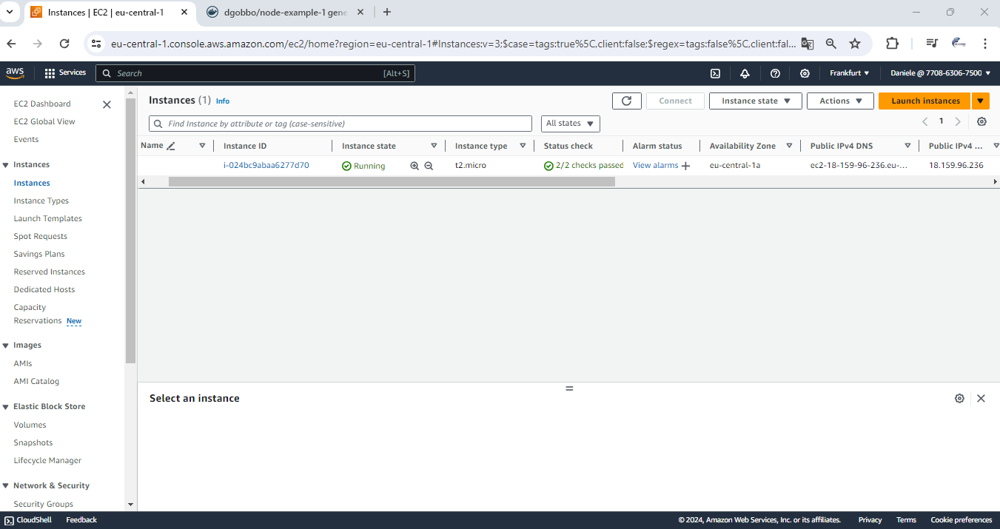 Instances | EC2 | eu-central-1
dgobbo/node-example-1 gene
eu-central-1.console.aws.amazon.com/ec2/home?region=eu-central-1#Instances:v=3;$case=tags:true%5C,client:false;$regex=tags:false%5C,client:fal...
aws
Services
Search
[Alt+S]
Frankfurt
Daniele @ 7708-6306-7500
EC2 Dashboard
EC2 Global View
Events
Instances
Instances
Instance Types
Launch Templates
Spot Requests
Savings Plans
Reserved Instances
Dedicated Hosts
Capacity
Reservations New
Images
AMIs
AMI Catalog
Elastic Block Store
Volumes
Snapshots
Lifecycle Manager
Network & Security
Security Groups
Instances (1) Info
Connect
Instance state
Actions
Launch instances
Find Instance by attribute or tag (case-sensitive)
All states
1
Name
Instance ID
Instance state
Instance type
Status check
Alarm status
Availability Zone
Public IPv4 DNS
Public IPv4 ...
i-024bc9abaa6277d70
Running
t2.micro
2/2 checks passed
View alarms
eu-central-1a
ec2-18-159-96-236.eu-...
18.159.96.236
Select an instance
CloudShell
Feedback
© 2024, Amazon Web Services, Inc. or its affiliates.
Privacy
Terms
Cookie preferences